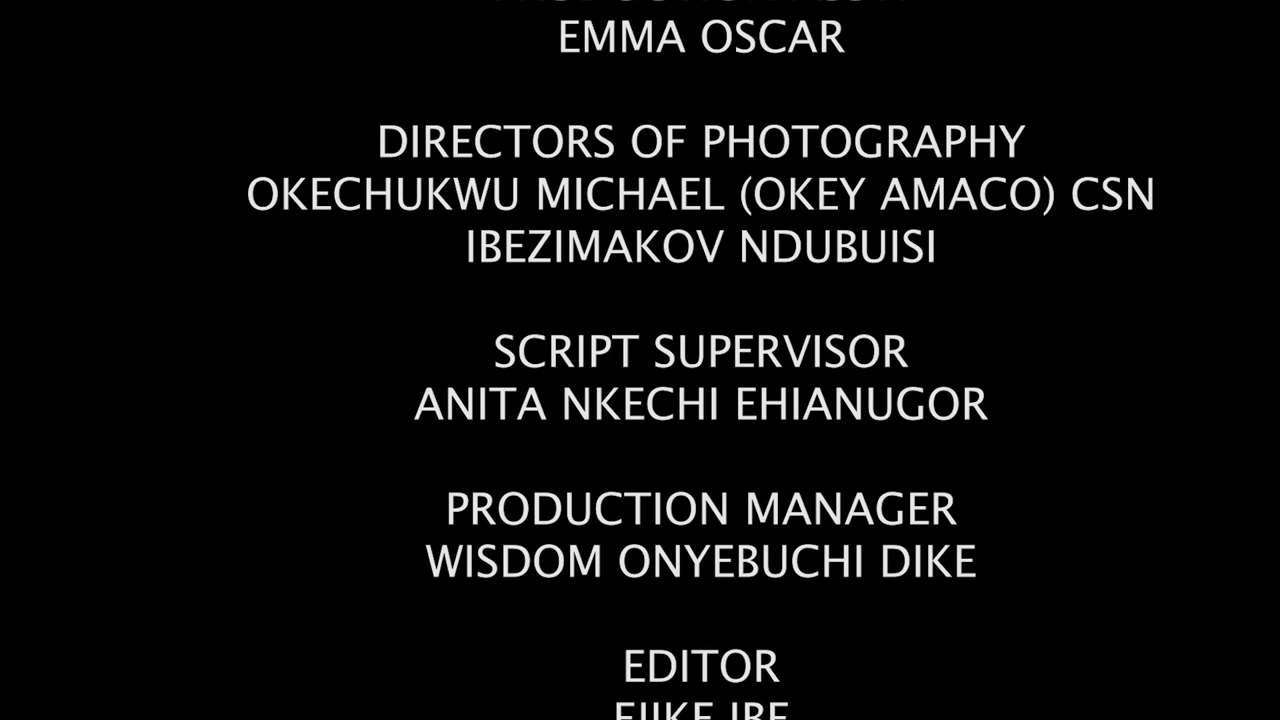 EMMA OSCAR
DIRECTORS OF PHOTOGRAPHY
OKECHUKWU MICHAEL (OKEY AMACO) CSN
IBEZIMAKOV NDUBUISI
SCRIPT SUPERVISOR
ANITA NKECHI EHIANUGOR
PRODUCTION MANAGER
WISDOM ONYEBUCHI DIKE
EDITOR